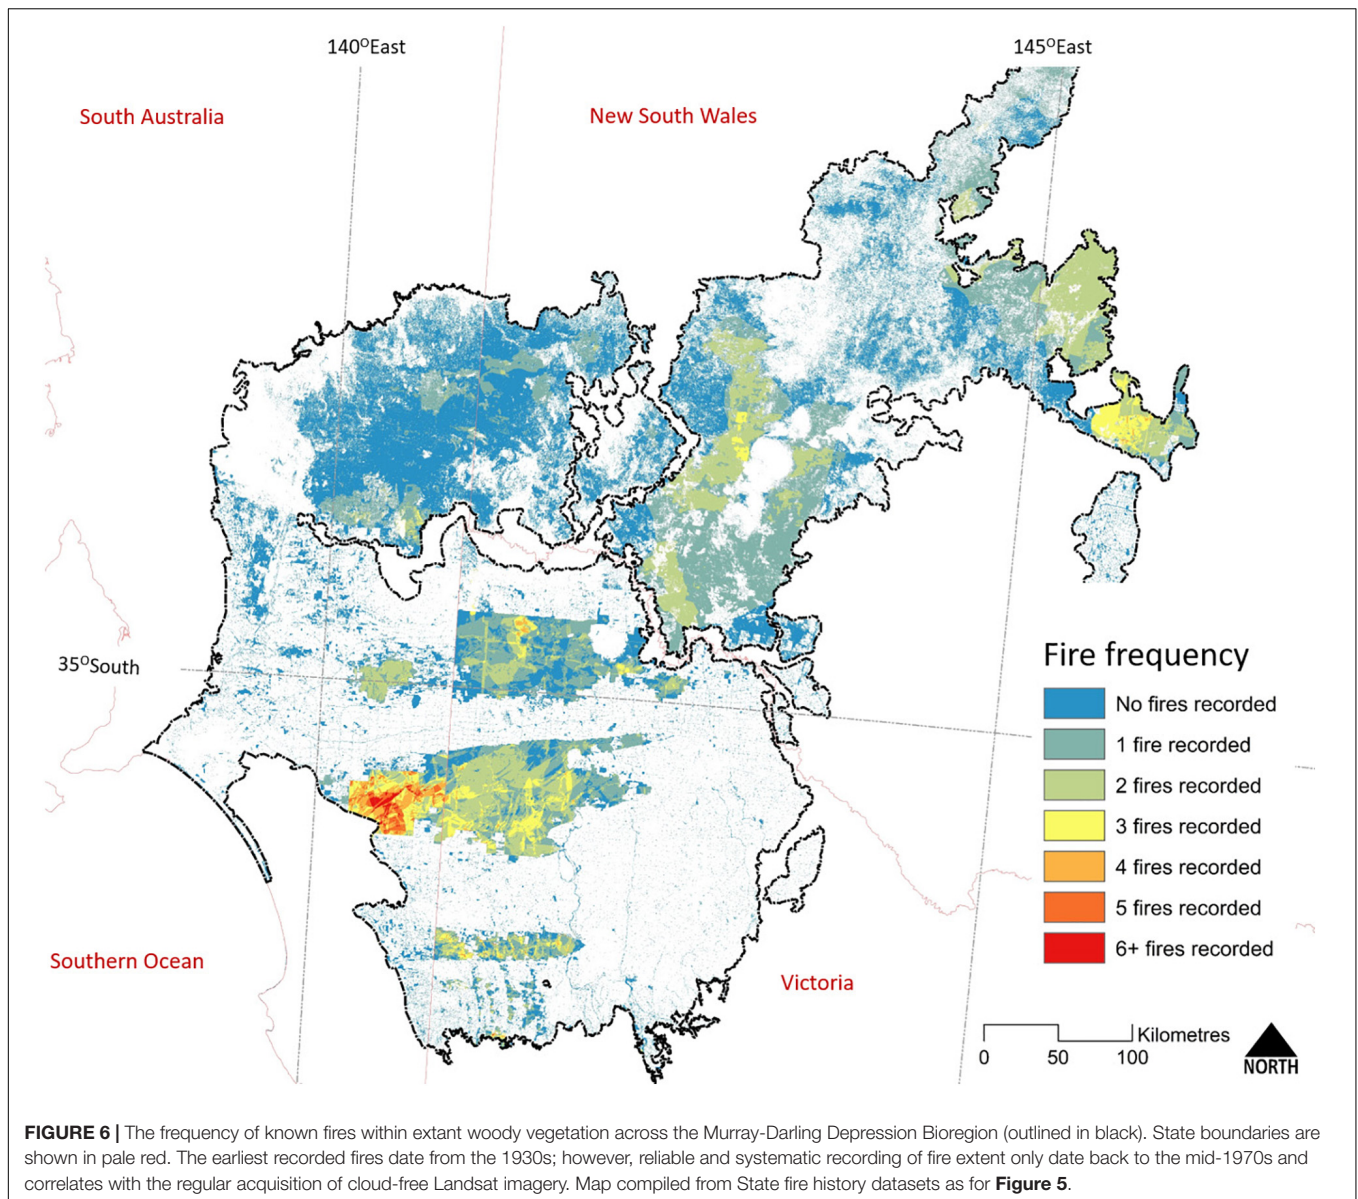 140°East
145°East
South Australia
New South Wales
35°South
Fire frequency
No fires recorded
1 fire recorded
2 fires recorded
3 fires recorded
4 fires recorded
5 fires recorded
6+ fires recorded
Southern Ocean
Victoria
Kilometres
0 50 100
NORTH
FIGURE 6 | The frequency of known fires within extant woody vegetation across the Murray-Darling Depression Bioregion (outlined in black). State boundaries are
shown in pale red. The earliest recorded fires date from the 1930s; however, reliable and systematic recording of fire extent only date back to the mid-1970s and
correlates with the regular acquisition of cloud-free Landsat imagery. Map compiled from State fire history datasets as for Figure 5.